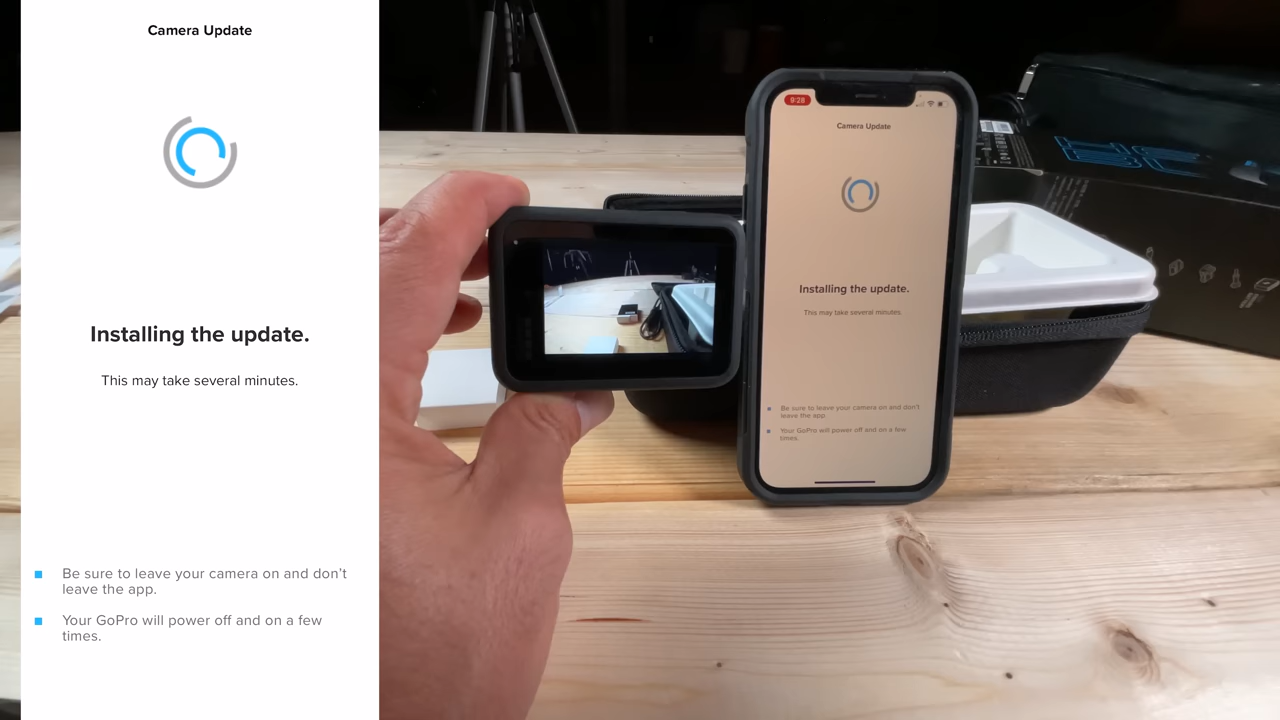 Camera Update
Installing the update.
This may take several minutes.
Be sure to leave your camera on and don't
leave the app.
Your GoPro will power off and on a few
times.
9:28
Camera Update
Installing the update.
This may take several minutes.
Be sure to leave your camera on and don't
leave the app.
Your GoPro will power off and on a few
times.